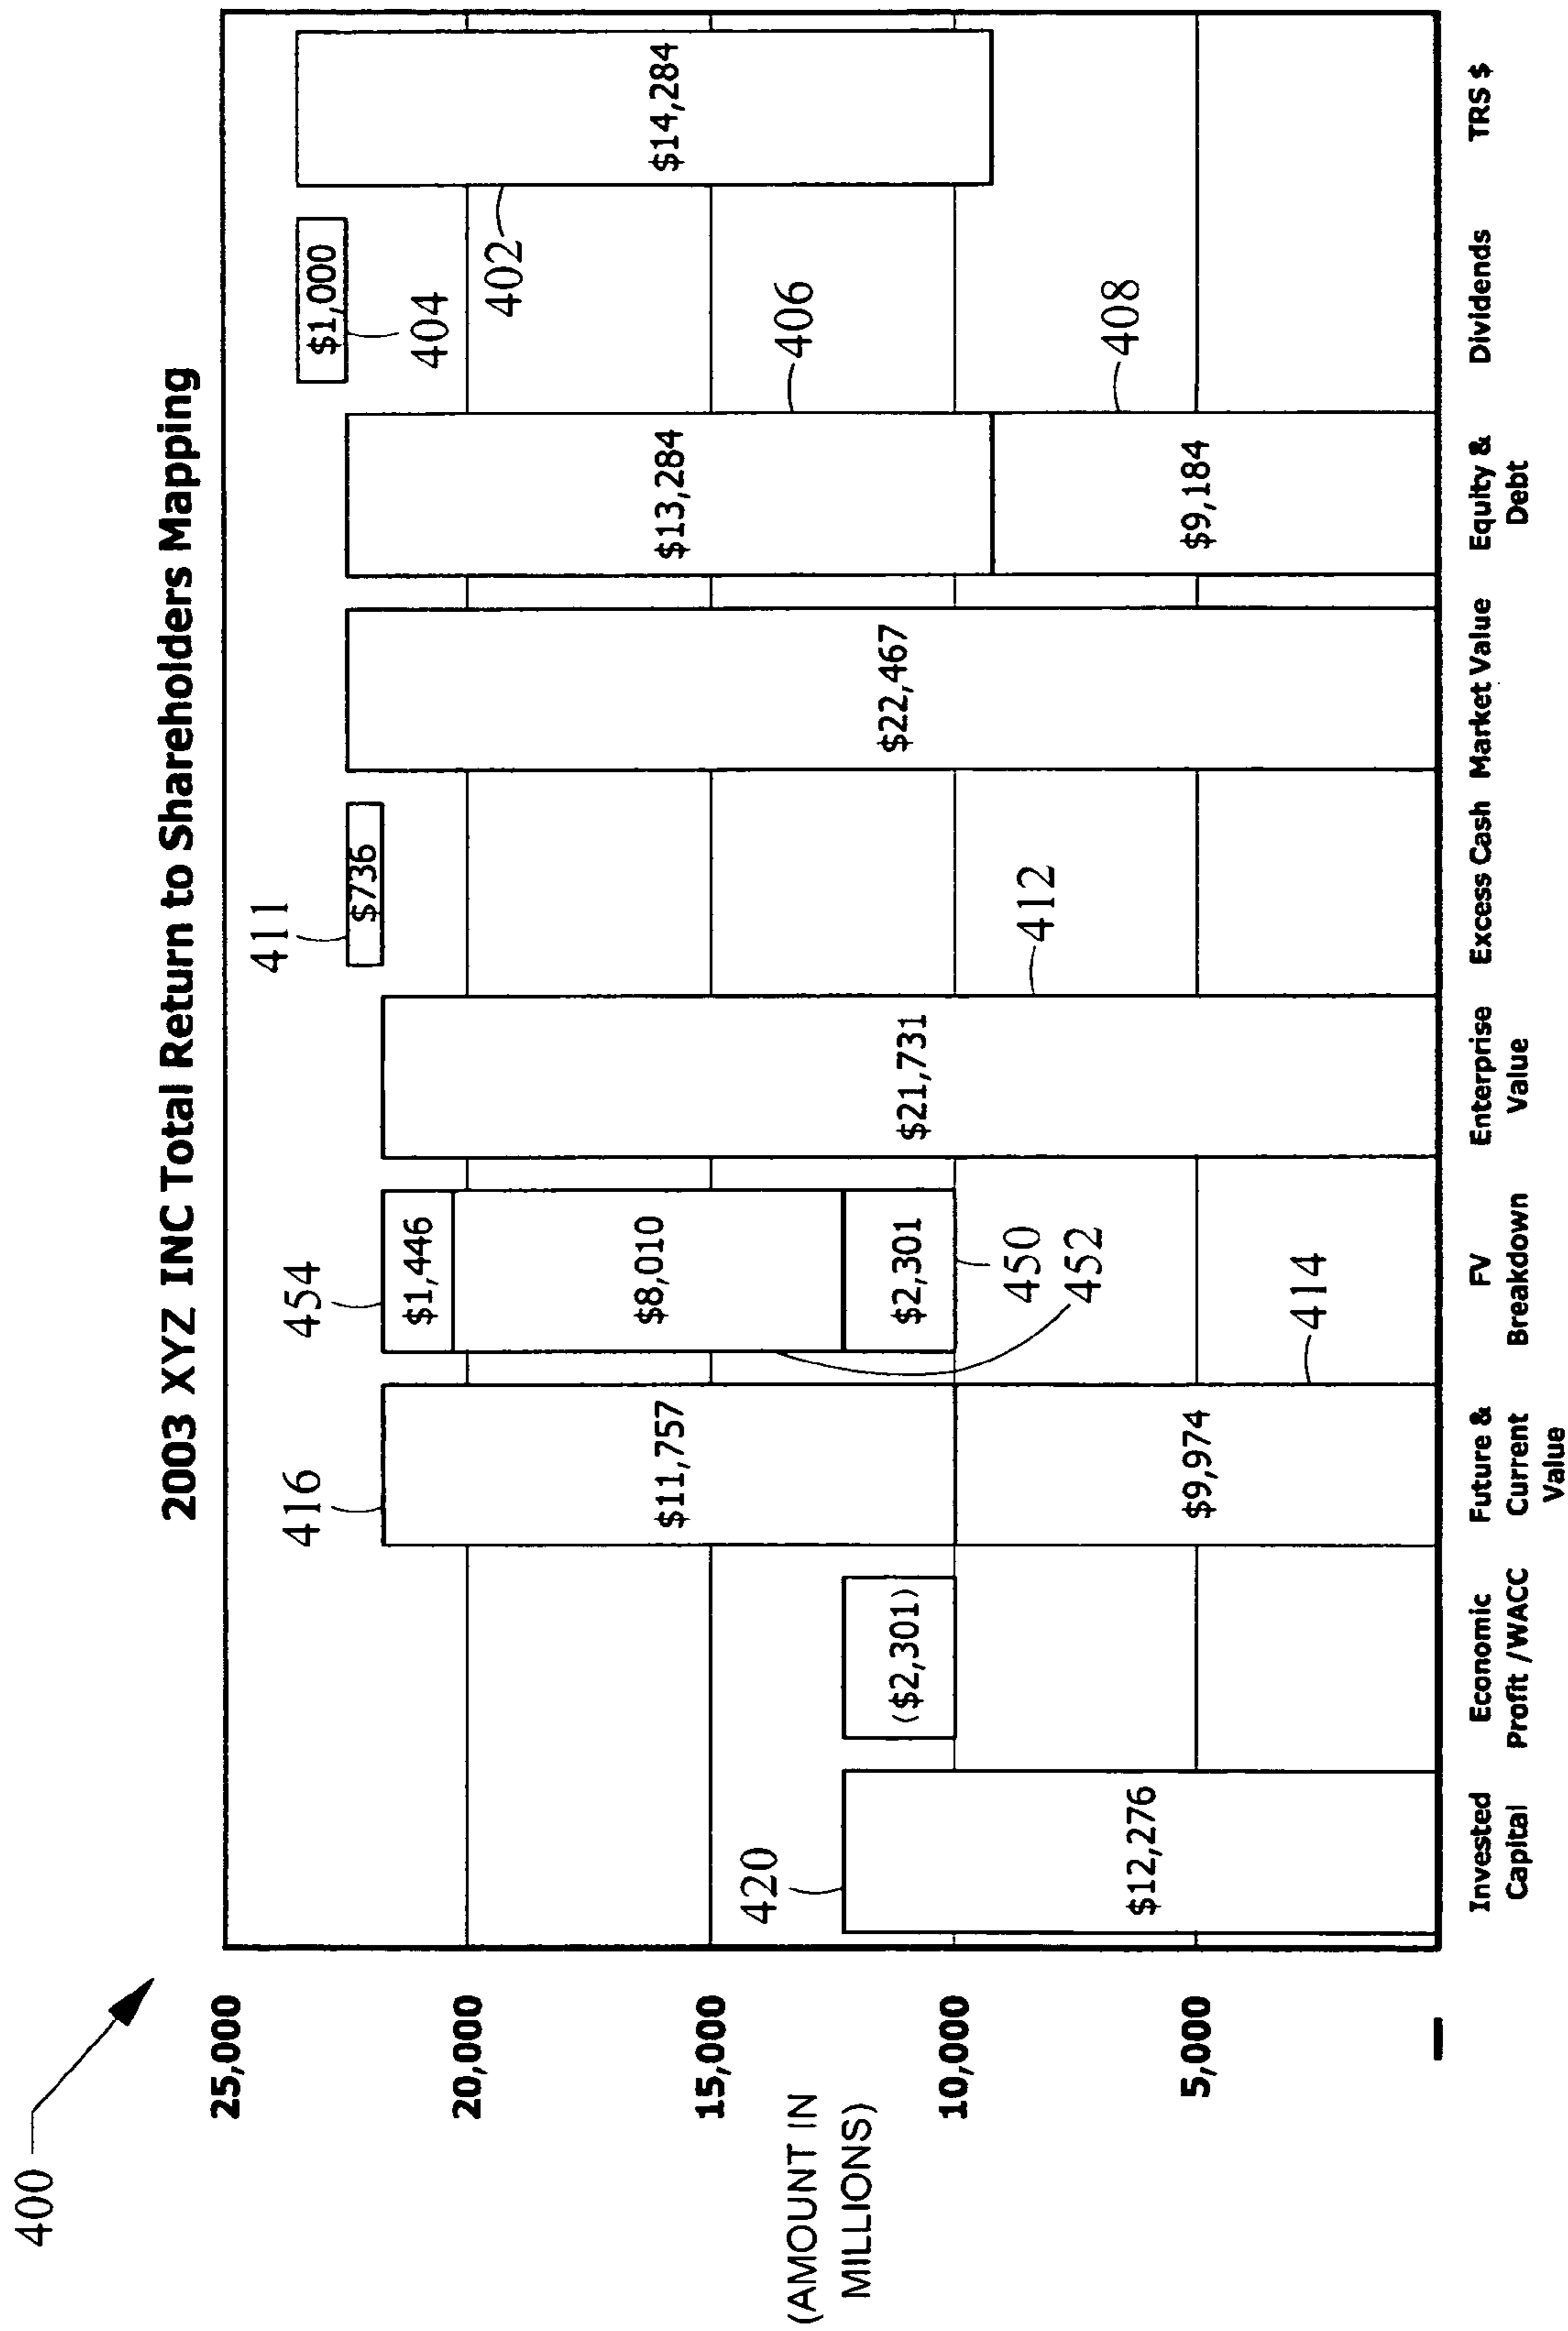 400
2003 XYZ INC Total Return to Shareholders Mapping
(AMOUNT IN
MILLIONS)
25,000
20,000
15,000
10,000
5,000
—
420
$12,276
($2,301)
416
$11,757
$9,974
414
454
$1,446
$8,010
$2,301
450
452
$21,731
412
411
$736
$22,467
$13,284
406
$9,184
408
$1,000
404
402
$14,284
Invested
Capital
Economic
Profit /WACC
Future &
Current
Value
FV
Breakdown
Enterprise
Value
Excess Cash
Market Value
Equity &
Debt
Dividends
TRS $